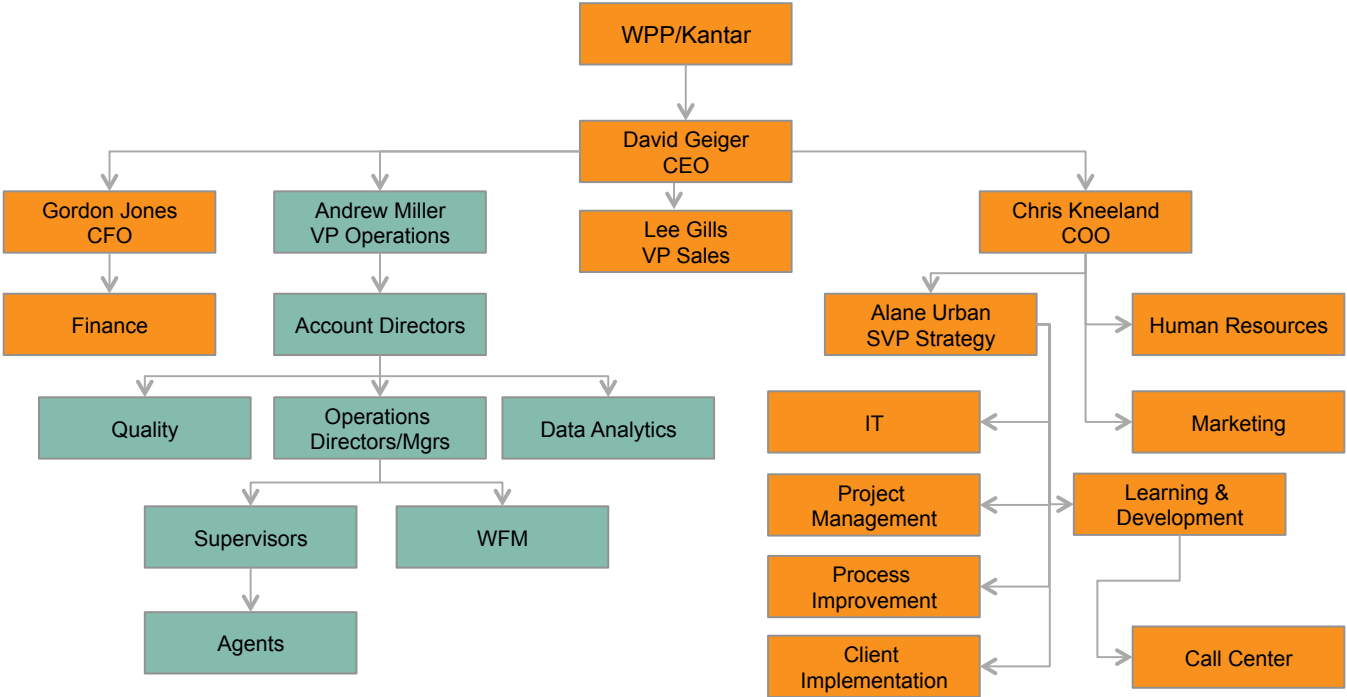 WPP/Kantar
David Geiger
CEO
Gordon Jones
CFO
Andrew Miller
VP Operations
Lee Gills
VP Sales
Chris Kneeland
COO
Finance
Account Directors
Alane Urban
SVP Strategy
Human Resources
Quality
Operations
Directors/Mgrs
Data Analytics
IT
Marketing
Supervisors
WFM
Project
Management
Learning &
Development
Process
Improvement
Agents
Client
Implementation
Call Center